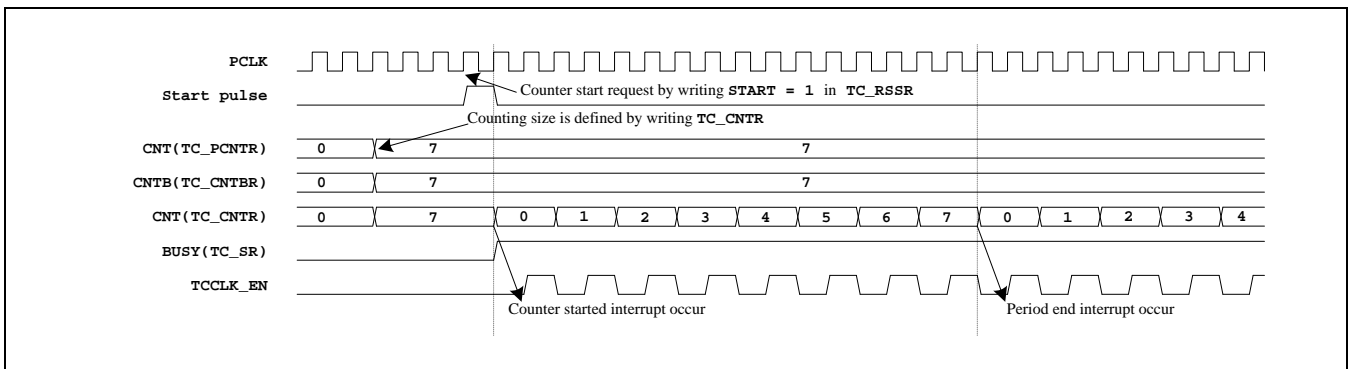 PCLK
Start pulse
Counter start request by writing START = 1 in TC_RSSR
Counting size is defined by writing TC_CNTR
CNT(TC_PCNTR) 0 7 7
CNTB(TC_CNTBR) 0 7 7
CNT(TC_CNTR) 0 7 0 1 2 3 4 5 6 7 0 1 2 3 4
BUSY(TC_SR)
TCCLK_EN
Counter started interrupt occur Period end interrupt occur